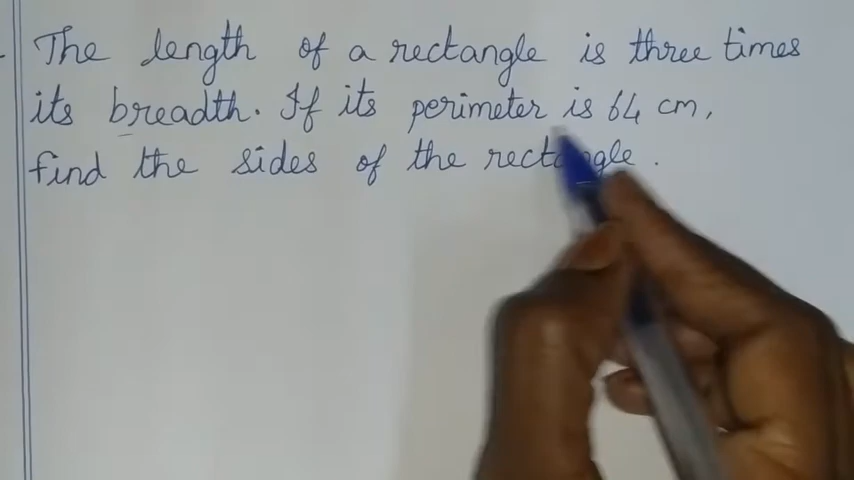 The length of a rectangle is three times
its breadth. If its perimeter is 64 cm,
find the sides of the rectangle.